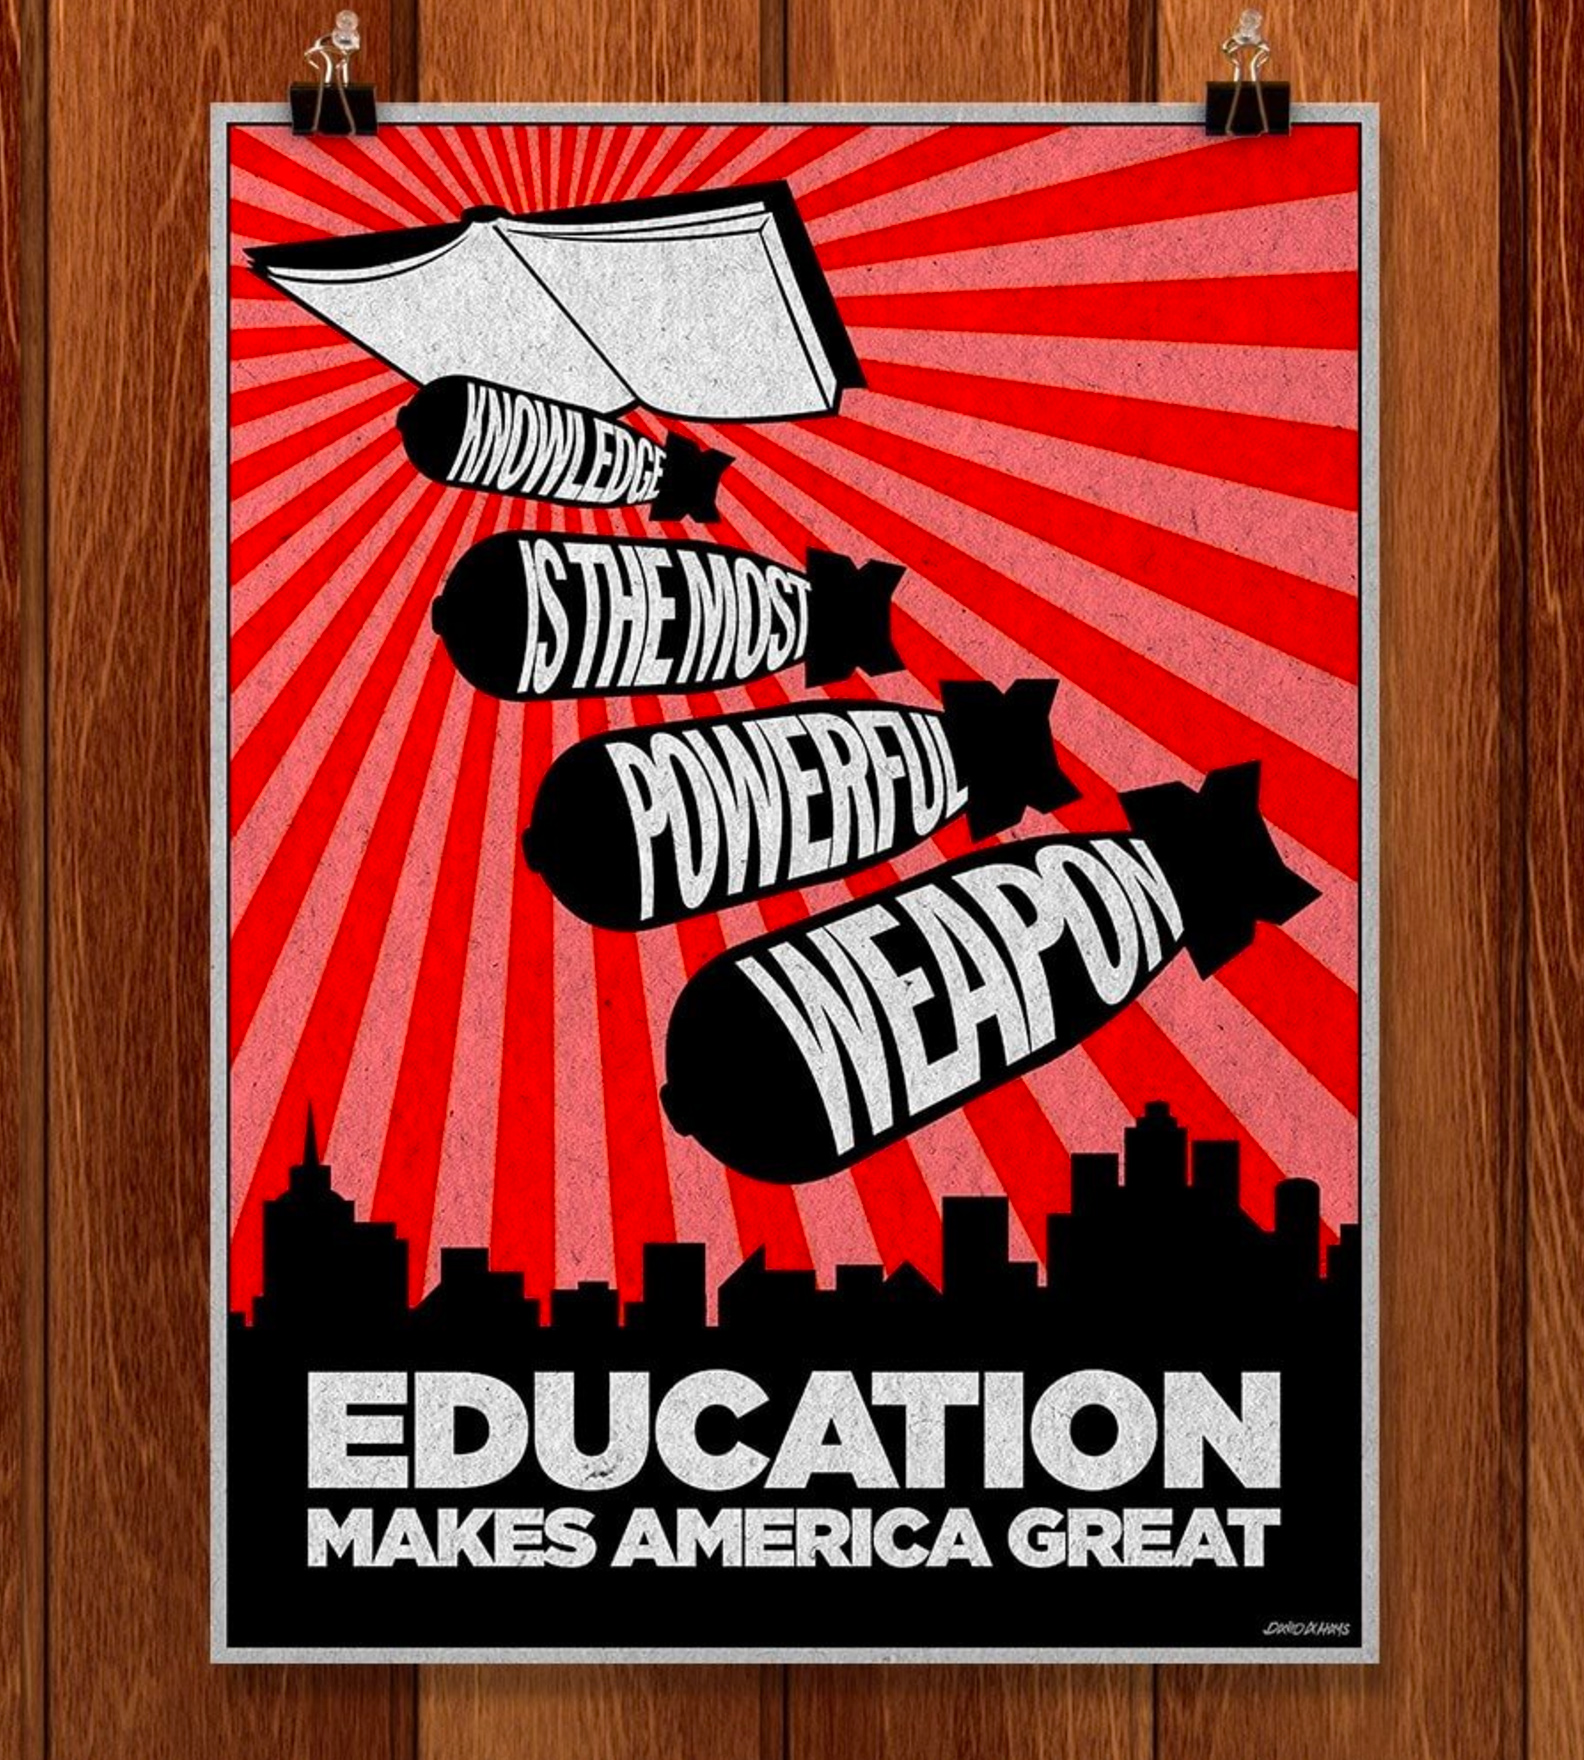 KNOWLEDGE
IS THE MOST
POWERFUL
WEAPON
EDUCATION
MAKES AMERICA GREAT